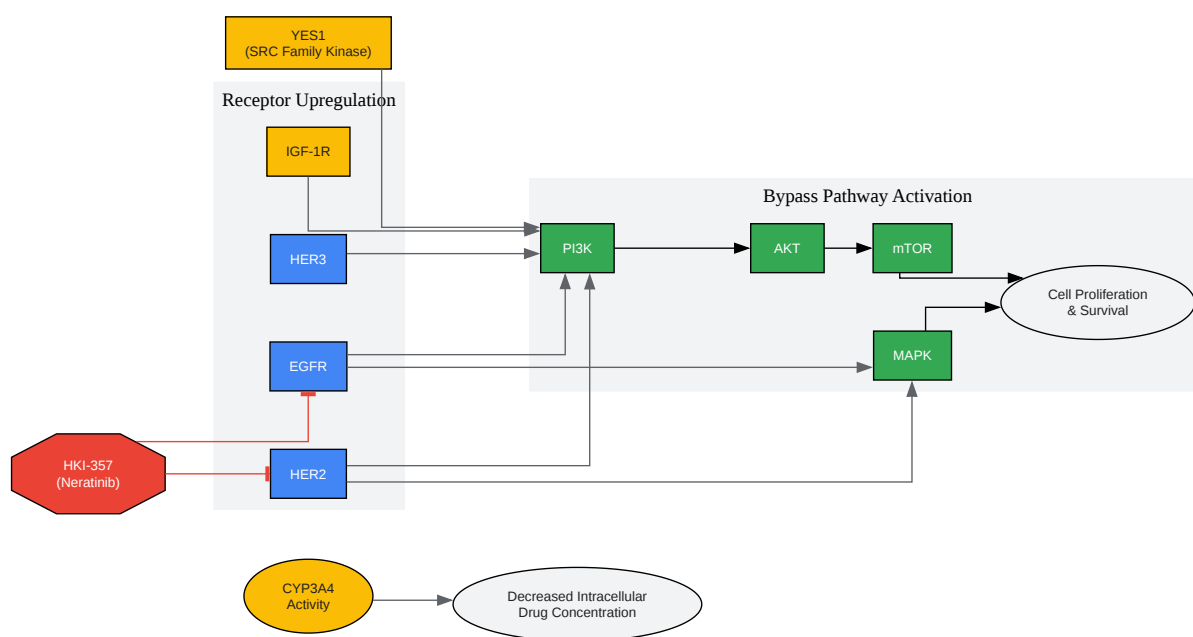 YES1
(SRC Family Kinase)
Receptor Upregulation
IGF-1R
Bypass Pathway Activation
HER3
PI3K
AKT
mTOR
Cell Proliferation
& Survival
EGFR
MAPK
HKI-357
(Neratinib)
HER2
CYP3A4
Activity
Decreased Intracellular
Drug Concentration